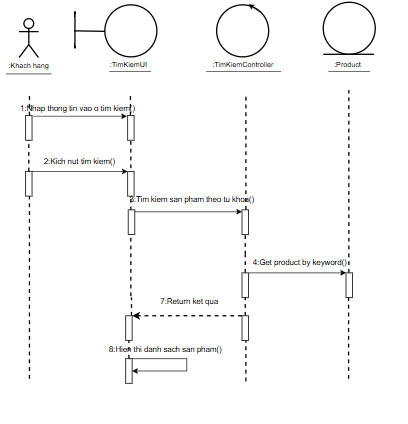 :Khach hang
:TimKiemUI
:TimKiemController
:Product
1:Nhap thong tin vao o tim kiem()
2:Kich nut tim kiem()
3:Tim kiem san pham theo tu khoa()
4:Get product by keyword()
7:Return ket qua
8:Hien thi danh sach san pham()